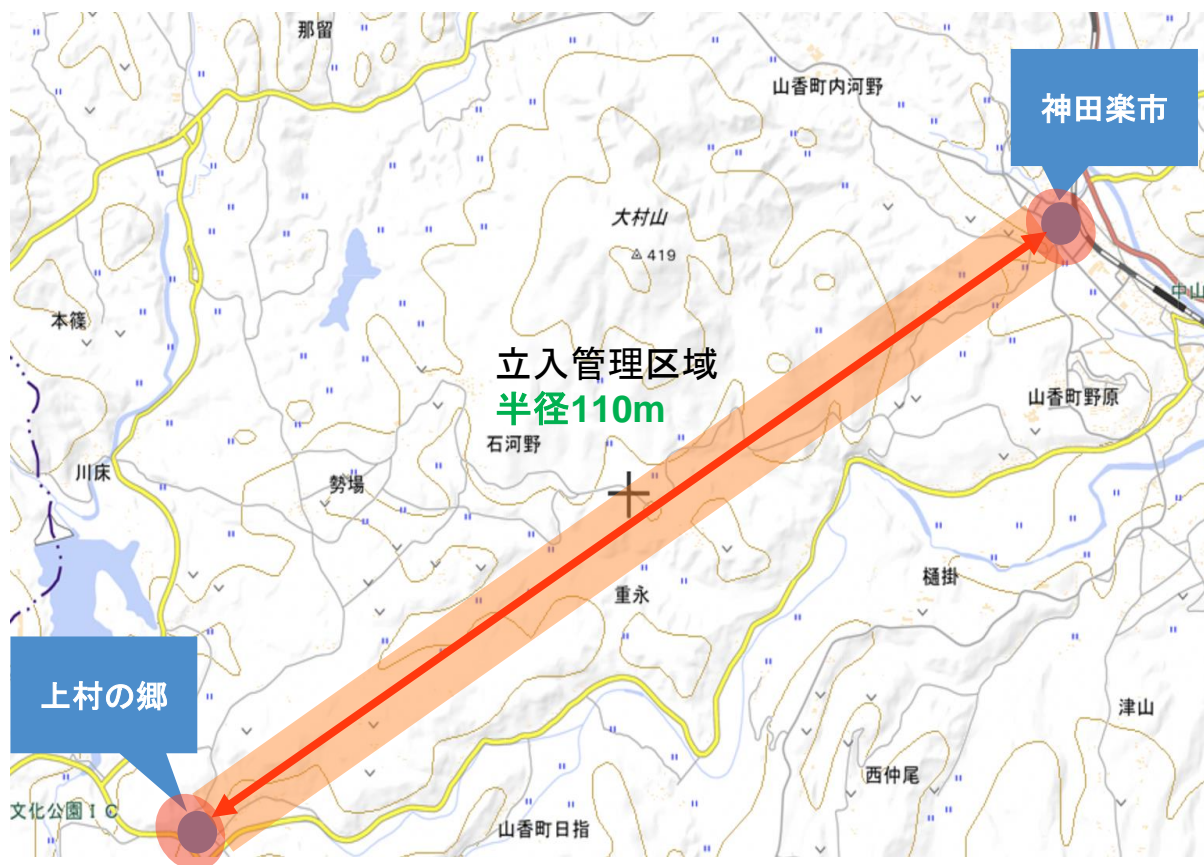 那留
山香町内河野
神田楽市
大村山
419
中山
本篠
立入管理区域
半径110m
山香町野原
石河野
川床
勢場
樋掛
重永
上村の郷
津山
西仲尾
文化公園IC
山香町日指